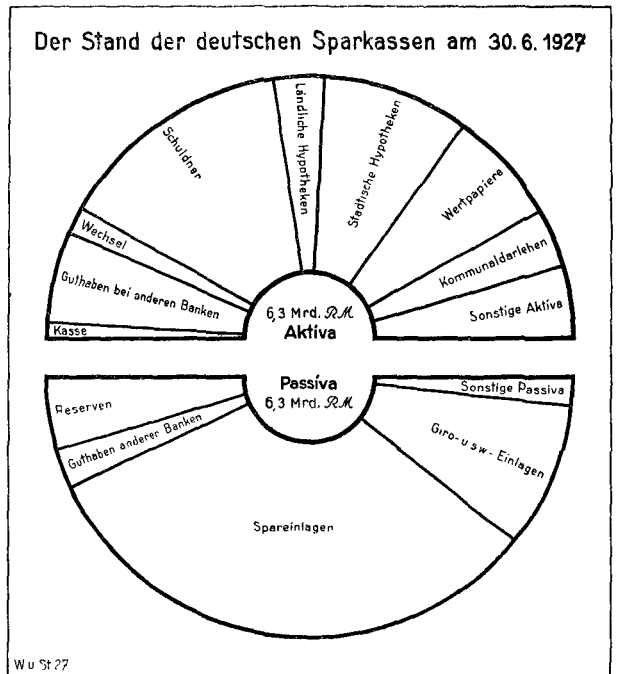 Der Stand der deutschen Sparkassen am 30. 6. 1927
Kasse
Guthaben bei anderen Banken
Wechsel
Schuldner
Ländliche Hypotheken
Städtische Hypotheken
Wertpapiere
Kommunaldarlehen
Sonstige Aktiva
6,3 Mrd. RM.
Aktiva
Passiva
6,3 Mrd. RM.
Reserven
Guthaben anderer Banken
Spareinlagen
Giro- u sw- Einlagen
Sonstige Passiva
W u St 27